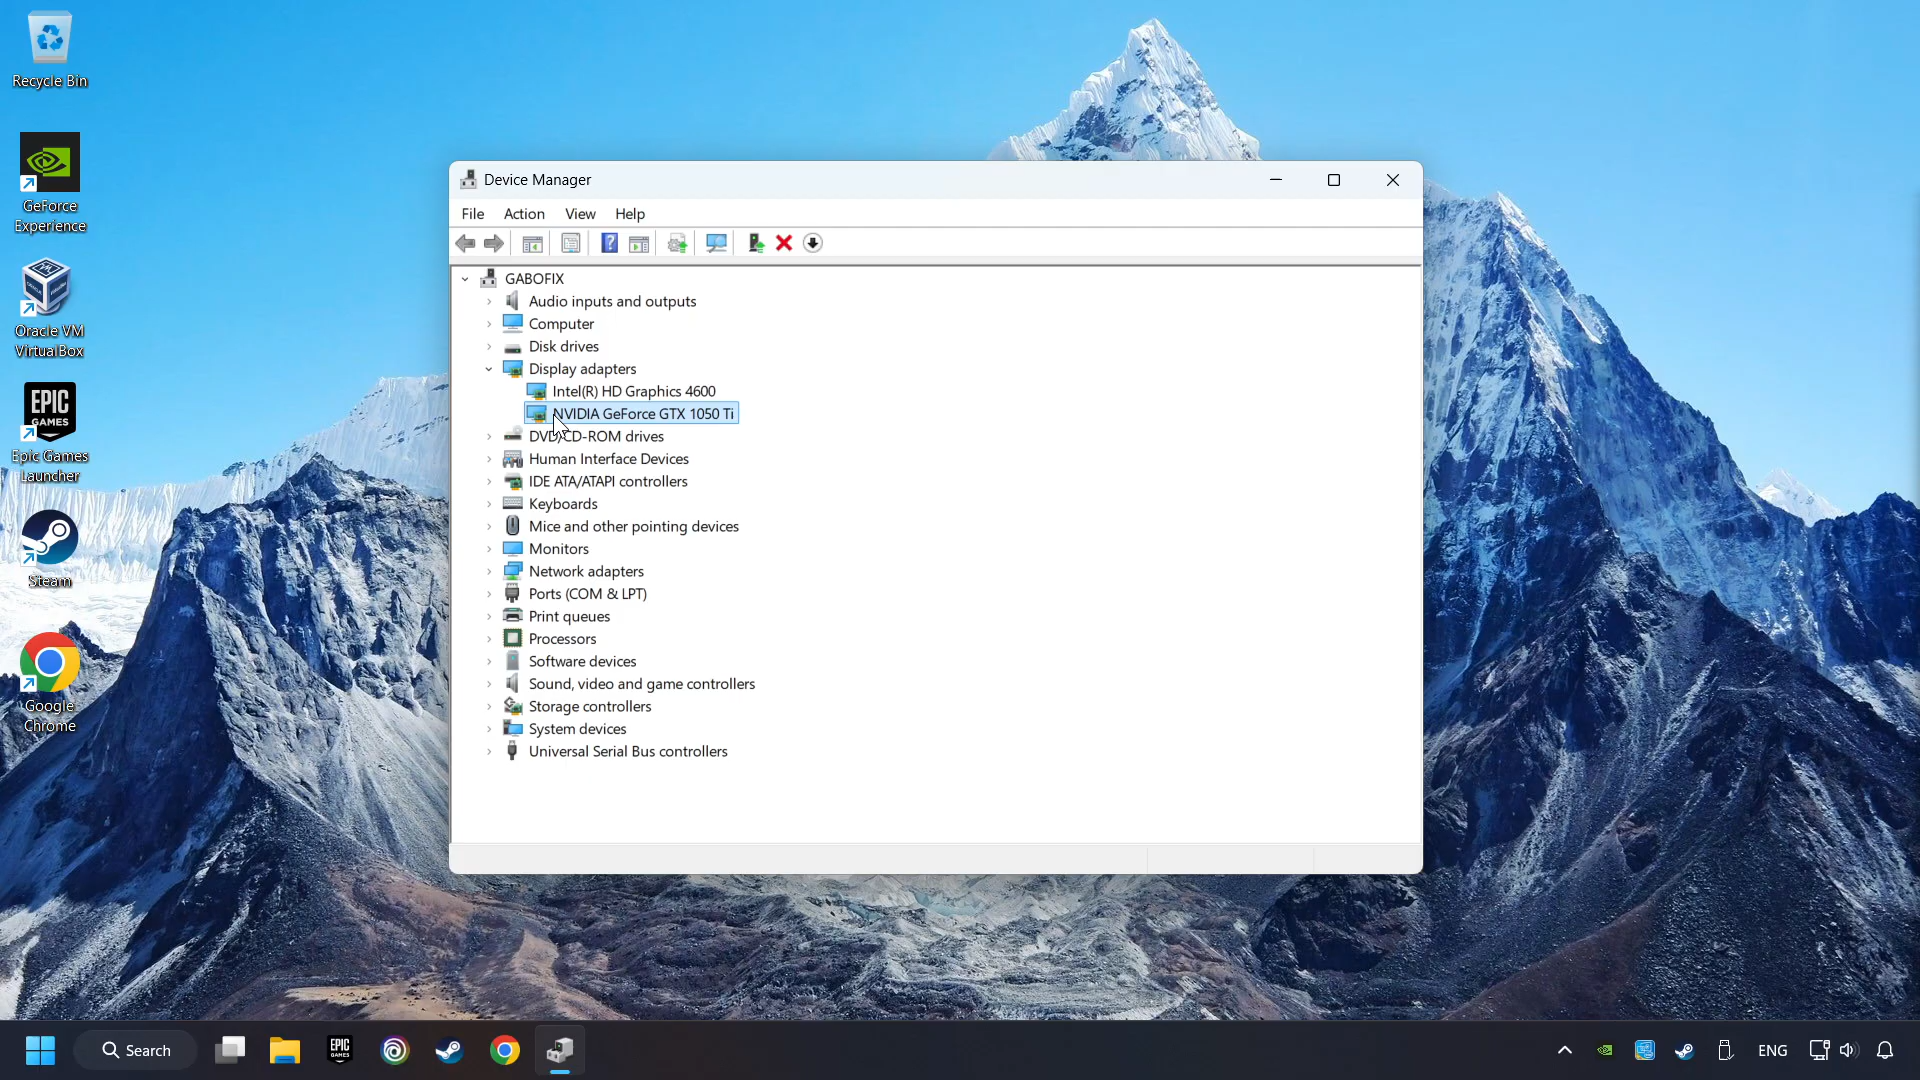 Recycle Bin
GeForce
Experience
Oracle VM
VirtualBox
EPIC
GAMES
Epic Games
Launcher
Steam
Google
Chrome
Device Manager
File Action View Help
GABOFIX
Audio inputs and outputs
Computer
Disk drives
Display adapters
Intel(R) HD Graphics 4600
NVIDIA GeForce GTX 1050 Ti
DVD/CD-ROM drives
Human Interface Devices
IDE ATA/ATAPI controllers
Keyboards
Mice and other pointing devices
Monitors
Network adapters
Ports (COM & LPT)
Print queues
Processors
Software devices
Sound, video and game controllers
Storage controllers
System devices
Universal Serial Bus controllers
Search
EPIC
GAMES
ENG